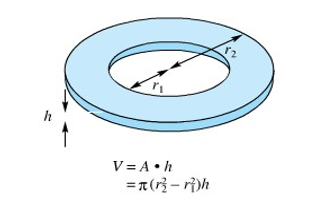 r₂
r₁
h
V = A • h
= π(r₂² – r₁²)h